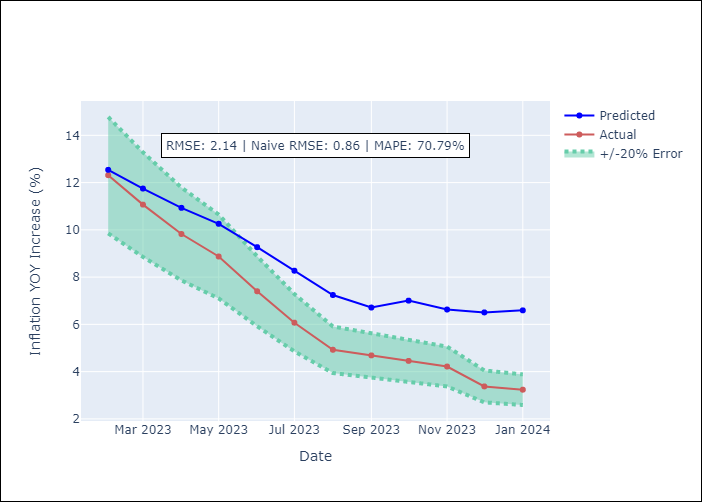 RMSE: 2.14 | Naive RMSE: 0.86 | MAPE: 70.79%
Predicted
Actual
+/-20% Error
Inflation YOY Increase (%)
14
12
10
8
6
4
2
Mar 2023 May 2023 Jul 2023 Sep 2023 Nov 2023 Jan 2024
Date